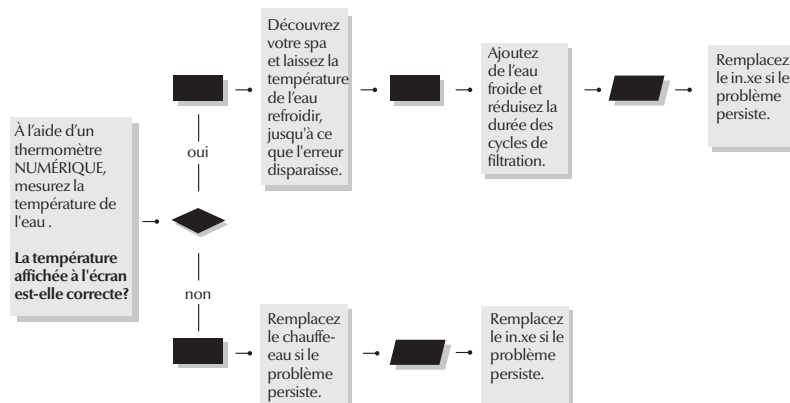 À l'aide d'un
thermomètre
NUMÉRIQUE,
mesurez la
température de
l'eau .
La température
affichée à l'écran
est-elle correcte?
oui
Découvrez
votre spa
et laissez la
température
de l'eau
refroidir,
jusqu'à ce
que l'erreur
disparaisse.
Ajoutez
de l'eau
froide et
réduisez la
durée des
cycles de
filtration.
Remplacez
le in.xe si le
problème
persiste.
non
Remplacez
le chauffe-
eau si le
problème
persiste.
Remplacez
le in.xe si le
problème
persiste.